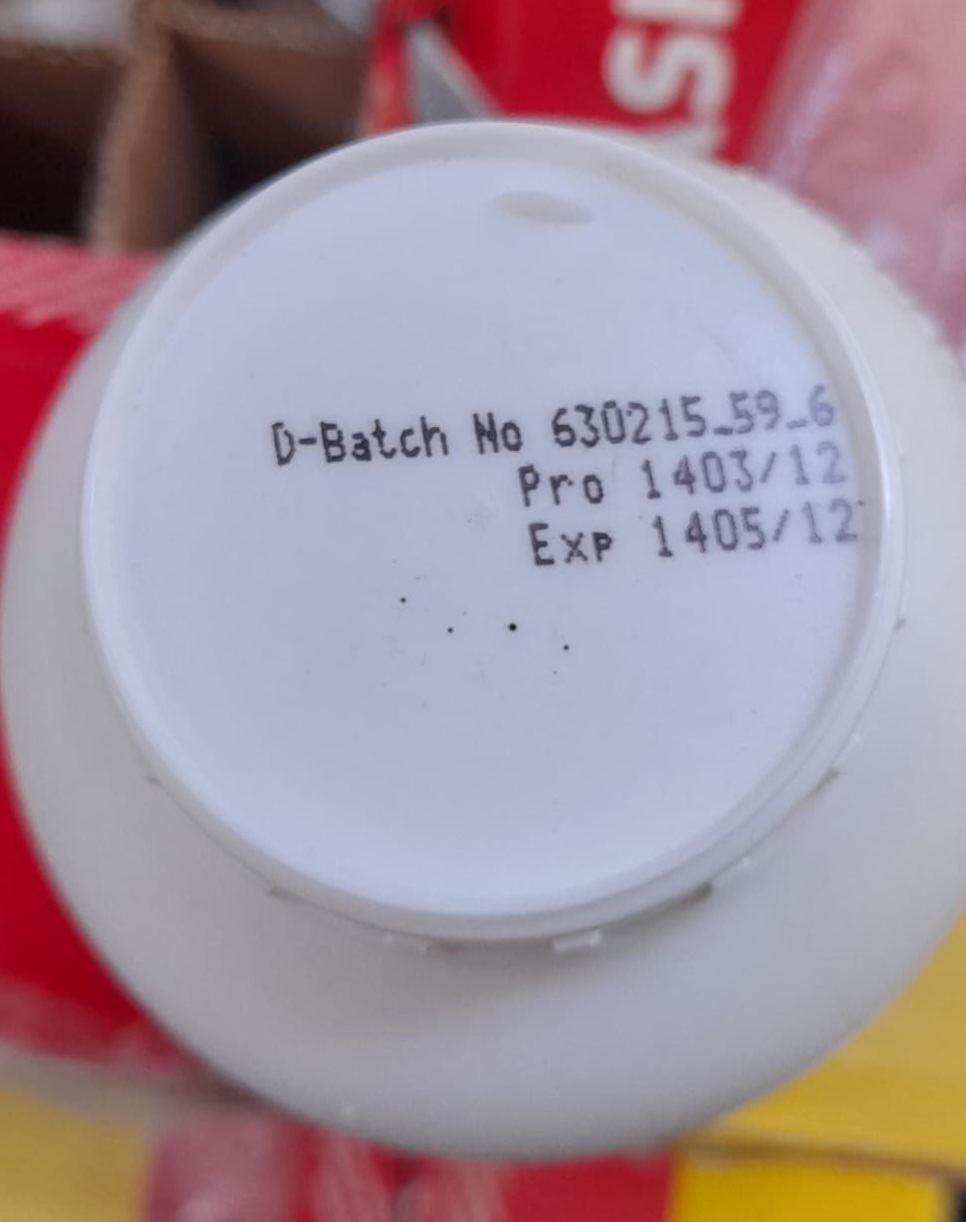 D-Batch No 630215_59_6
Pro 1403/12
Exp 1405/12